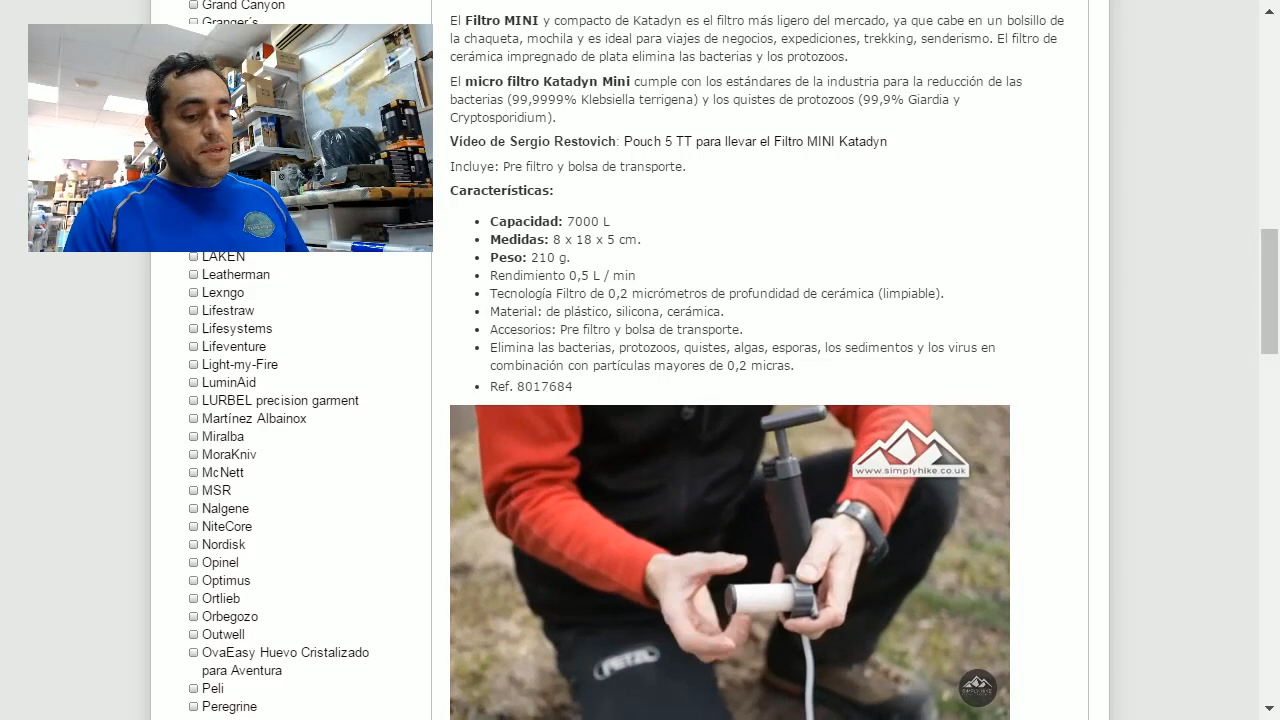 Grand Canyon
Granger´s
LAKEN
Leatherman
Lexngo
Lifestraw
Lifesystems
Lifeventure
Light-my-Fire
LuminAid
LURBEL precision garment
Martínez Albainox
Miralba
MoraKniv
McNett
MSR
Nalgene
NiteCore
Nordisk
Opinel
Optimus
Ortlieb
Orbegozo
Outwell
OvaEasy Huevo Cristalizado
para Aventura
Peli
Peregrine
El Filtro MINI y compacto de Katadyn es el filtro más ligero del mercado, ya que cabe en un bolsillo de
la chaqueta, mochila y es ideal para viajes de negocios, expediciones, trekking, senderismo. El filtro de
cerámica impregnado de plata elimina las bacterias y los protozoos.
El micro filtro Katadyn Mini cumple con los estándares de la industria para la reducción de las
bacterias (99,9999% Klebsiella terrigena) y los quistes de protozoos (99,9% Giardia y
Cryptosporidium).
Vídeo de Sergio Restovich: Pouch 5 TT para llevar el Filtro MINI Katadyn
Incluye: Pre filtro y bolsa de transporte.
Características:
Capacidad: 7000 L
Medidas: 8 x 18 x 5 cm.
Peso: 210 g.
Rendimiento 0,5 L / min
Tecnología Filtro de 0,2 micrómetros de profundidad de cerámica (limpiable).
Material: de plástico, silicona, cerámica.
Accesorios: Pre filtro y bolsa de transporte.
Elimina las bacterias, protozoos, quistes, algas, esporas, los sedimentos y los virus en
combinación con partículas mayores de 0,2 micras.
Ref. 8017684
www.simplyhike.co.uk
PETZL